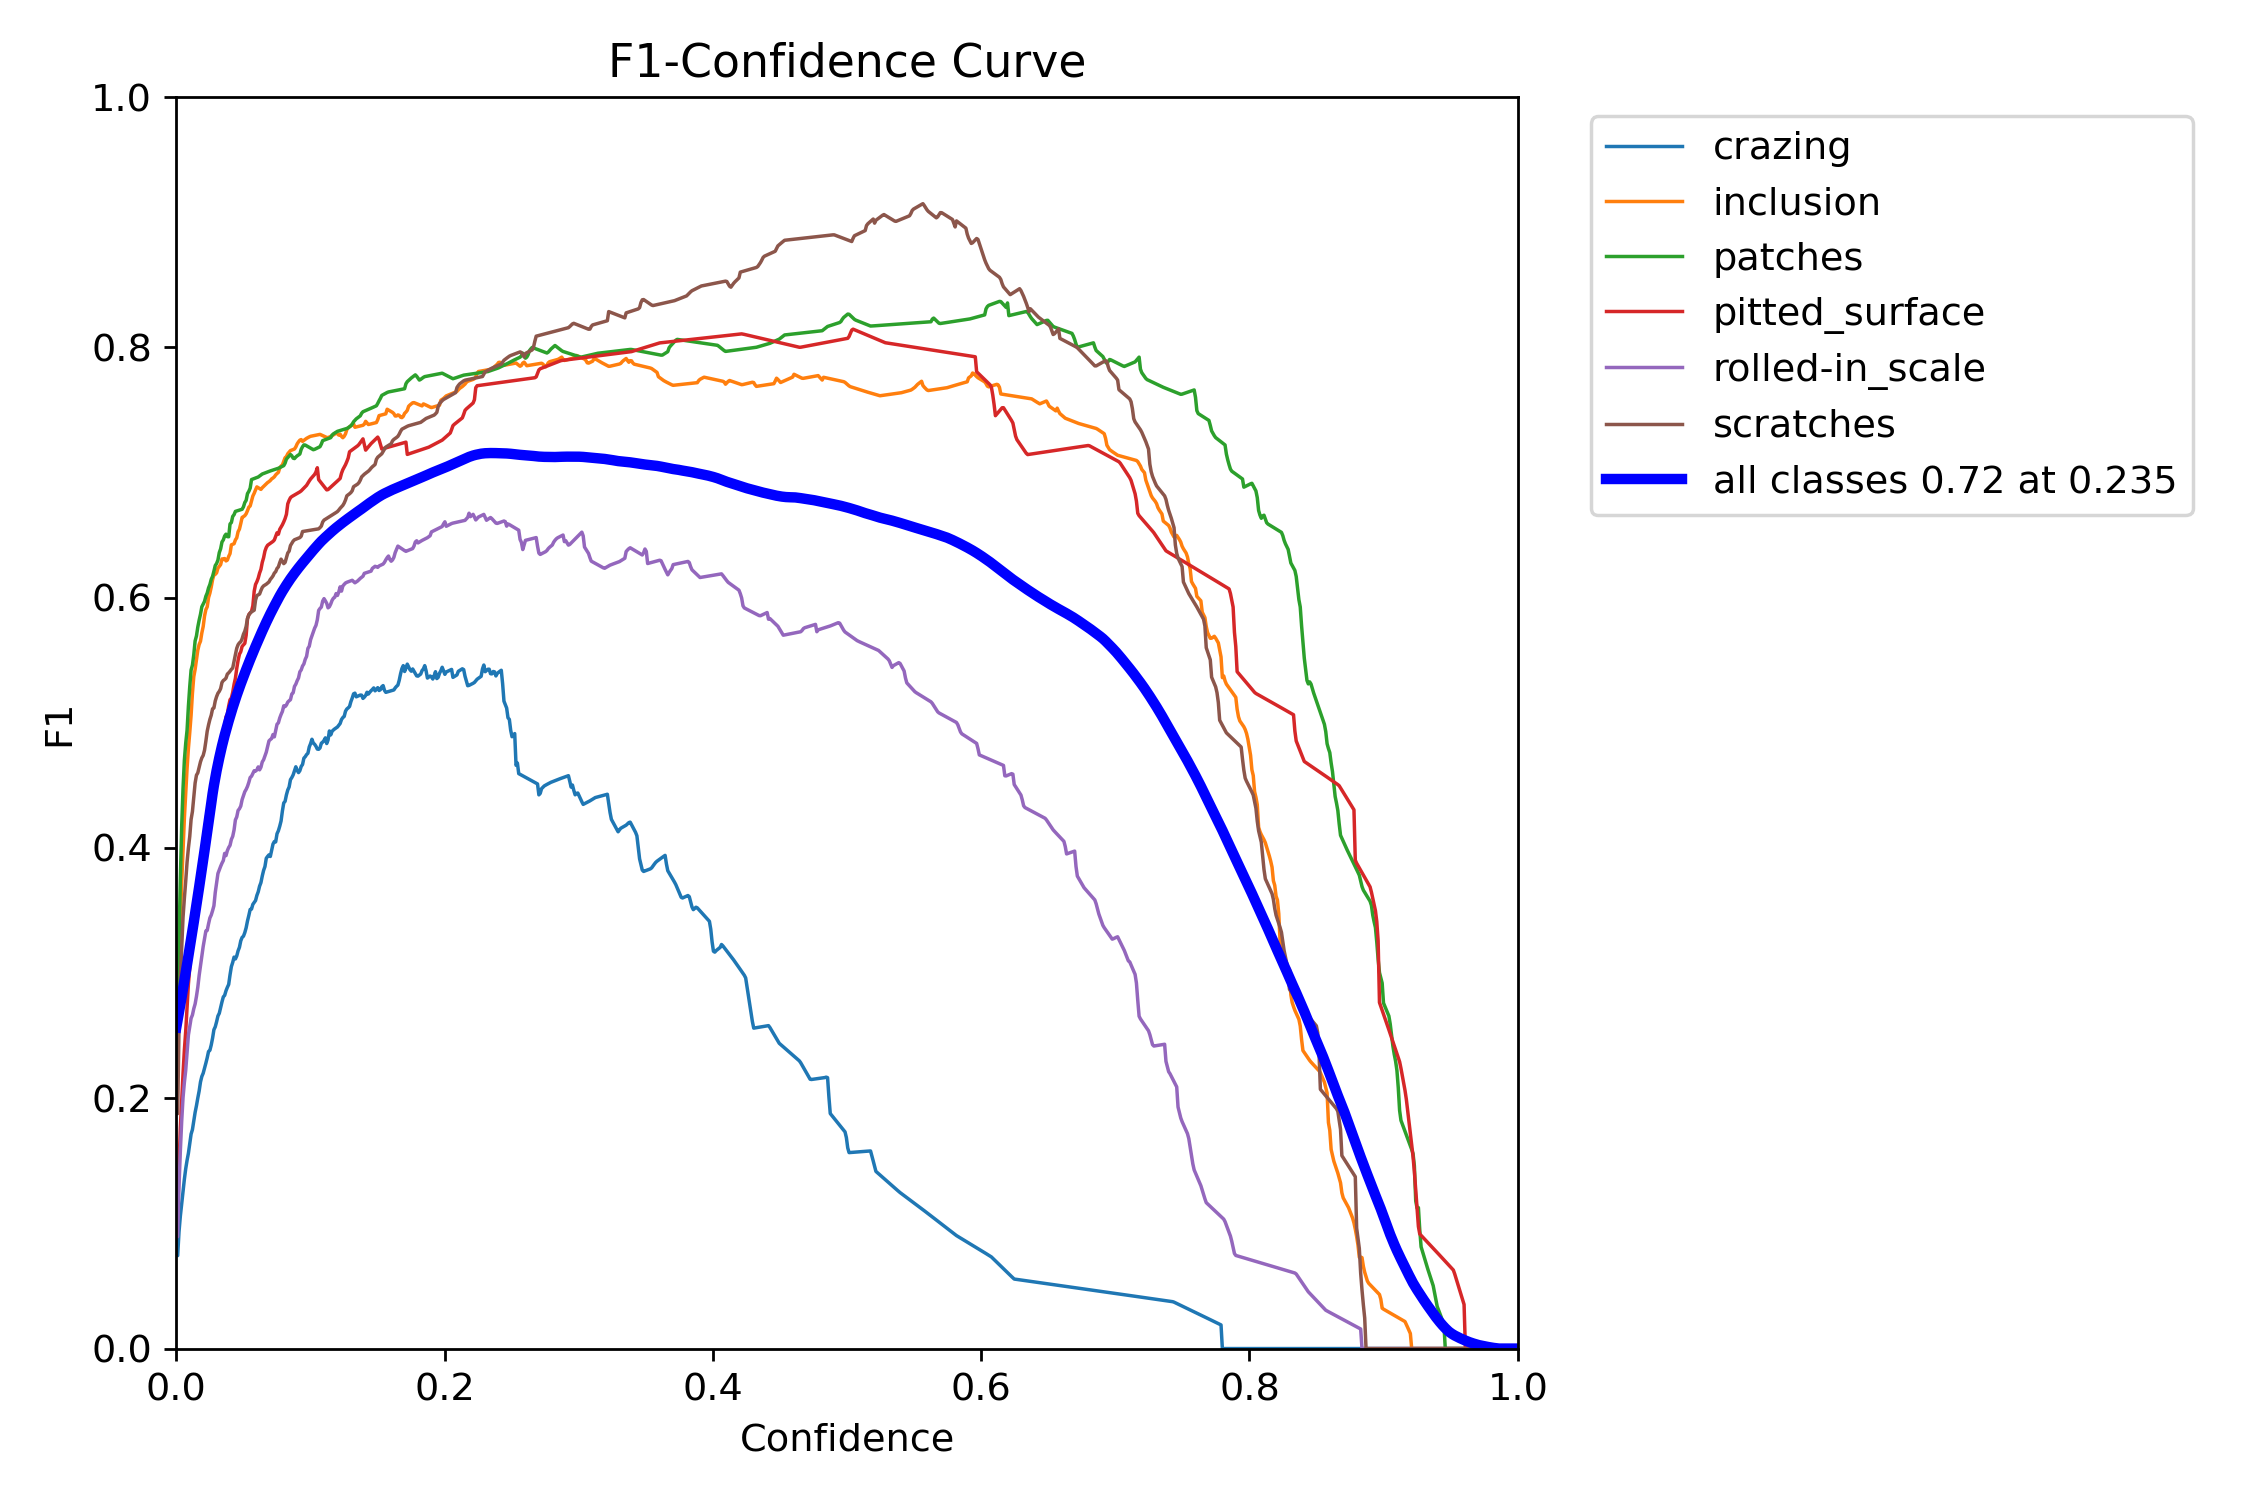 F1-Confidence Curve
1.0
0.8
0.6
0.4
0.2
0.0
F1
0.0 0.2 0.4 0.6 0.8 1.0
Confidence
crazing
inclusion
patches
pitted_surface
rolled-in_scale
scratches
all classes 0.72 at 0.235